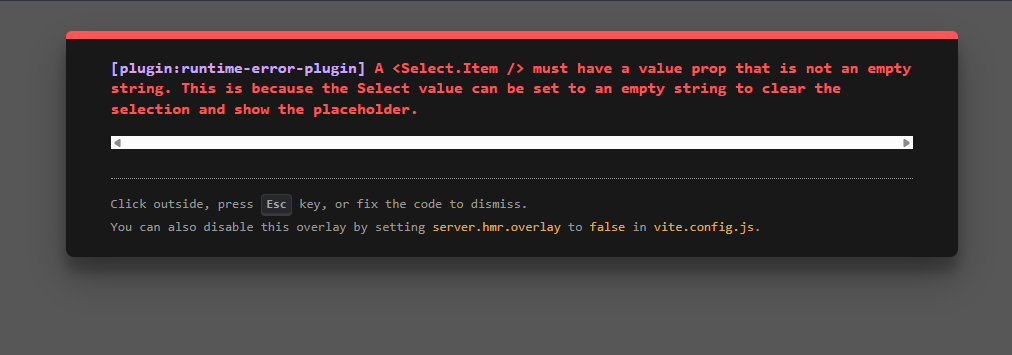 [plugin:runtime-error-plugin] A <Select.Item /> must have a value prop that is not an empty
string. This is because the Select value can be set to an empty string to clear the
selection and show the placeholder.
Click outside, press Esc key, or fix the code to dismiss.
You can also disable this overlay by setting server.hmr.overlay to false in vite.config.js.